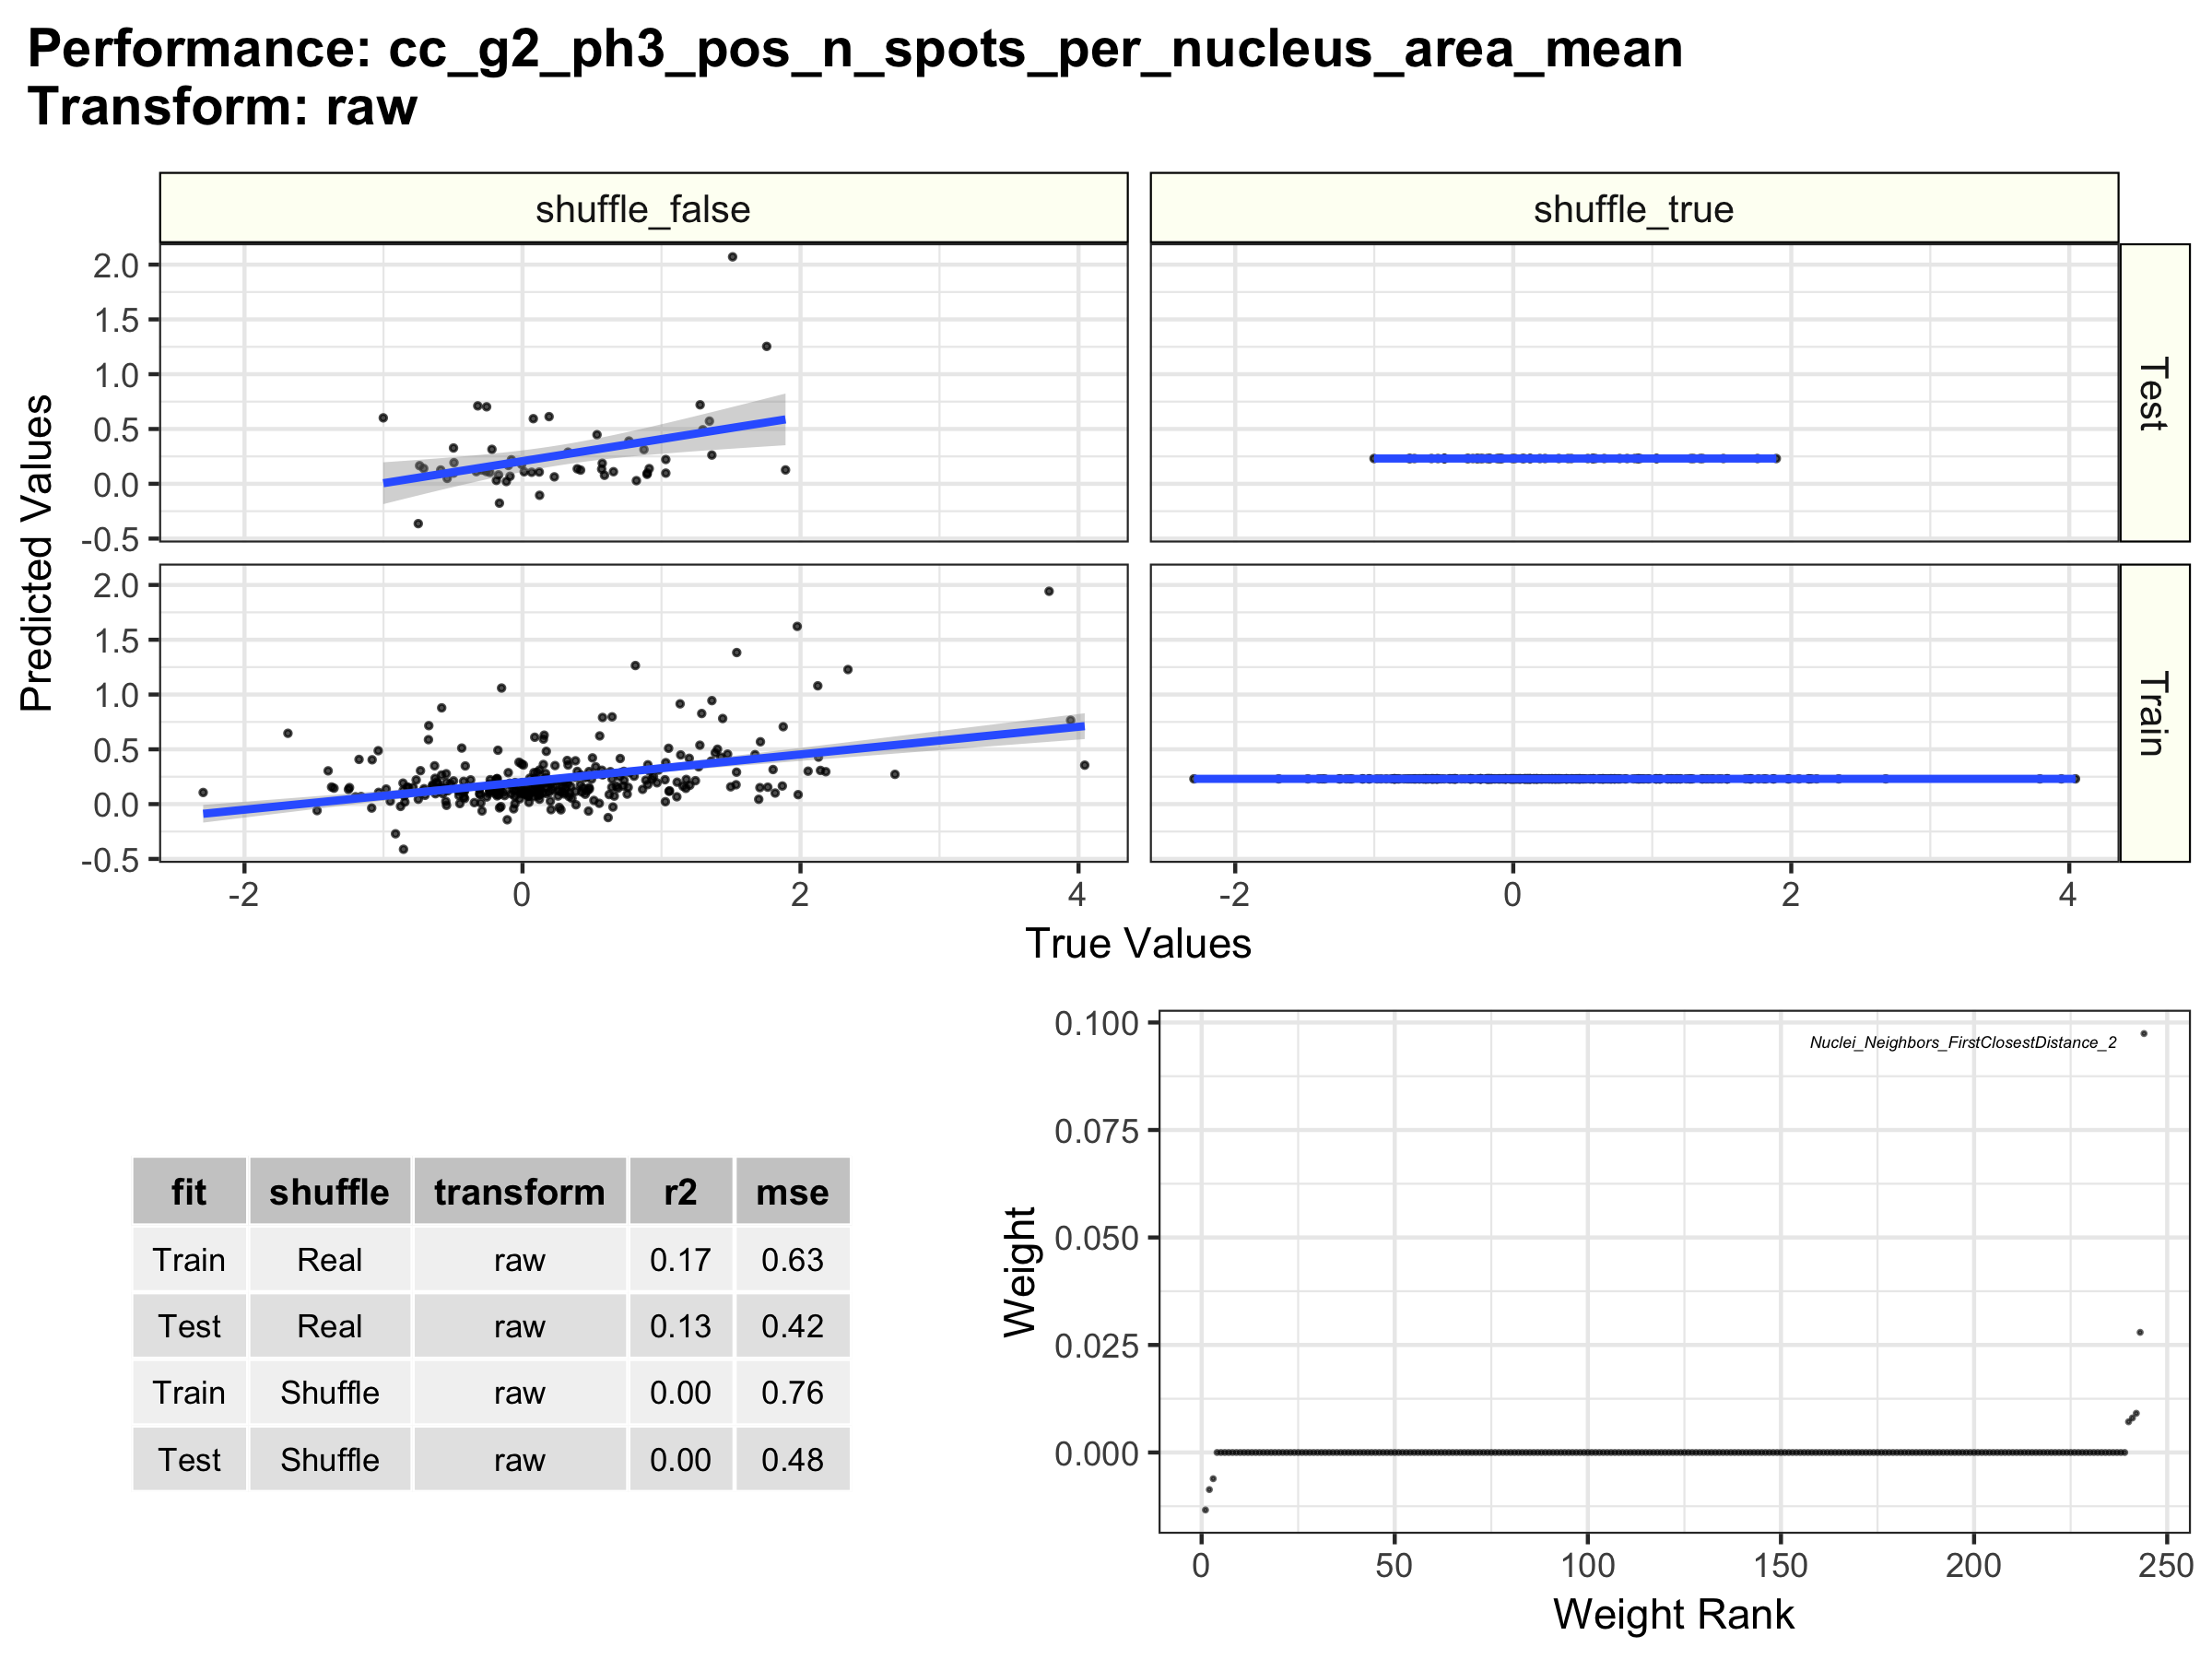 Performance: cc_g2_ph3_pos_n_spots_per_nucleus_area_mean
Transform: raw
shuffle_false
shuffle_true
2.0
1.5
1.0
0.5
0.0
-0.5
Test
2.0
1.5
1.0
0.5
0.0
-0.5
Train
Predicted Values
-2 0 2 4
-2 0 2 4
True Values
fit shuffle transform r2 mse
Train Real raw 0.17 0.63
Test Real raw 0.13 0.42
Train Shuffle raw 0.00 0.76
Test Shuffle raw 0.00 0.48
0.100
0.075
0.050
0.025
0.000
Weight
Nuclei_Neighbors_FirstClosestDistance_2
0 50 100 150 200 250
Weight Rank